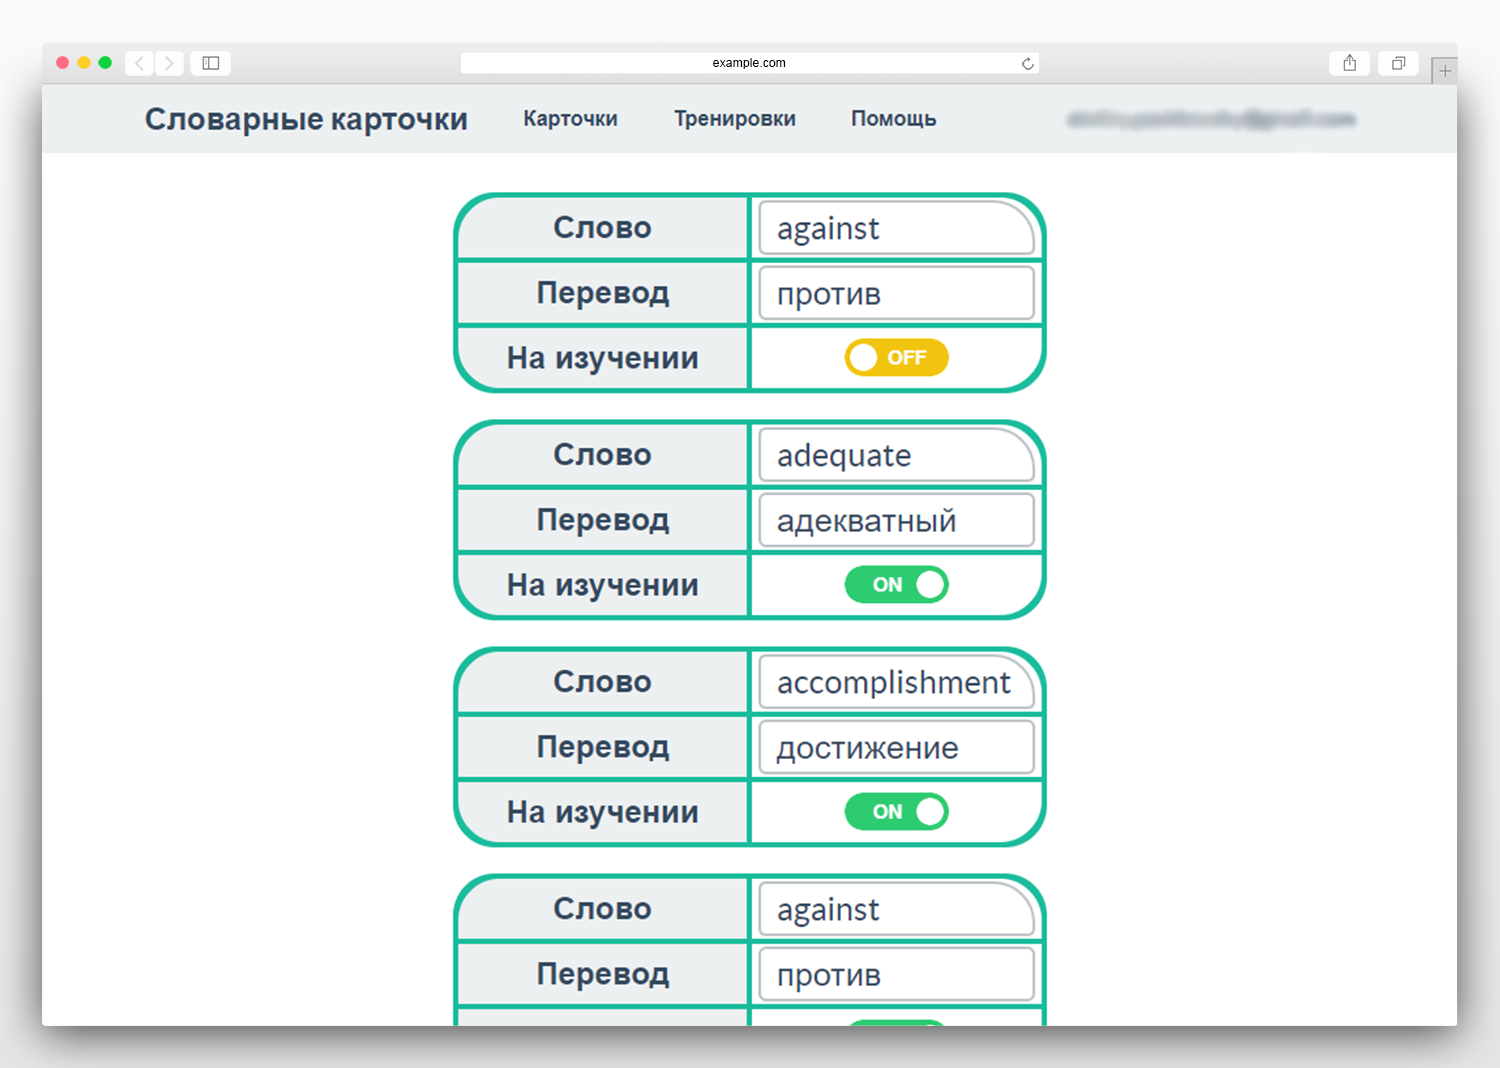 example.com
Словарные карточки Карточки Тренировки Помощь
Слово against
Перевод против
На изучении OFF
Слово adequate
Перевод адекватный
На изучении ON
Слово accomplishment
Перевод достижение
На изучении ON
Слово against
Перевод против